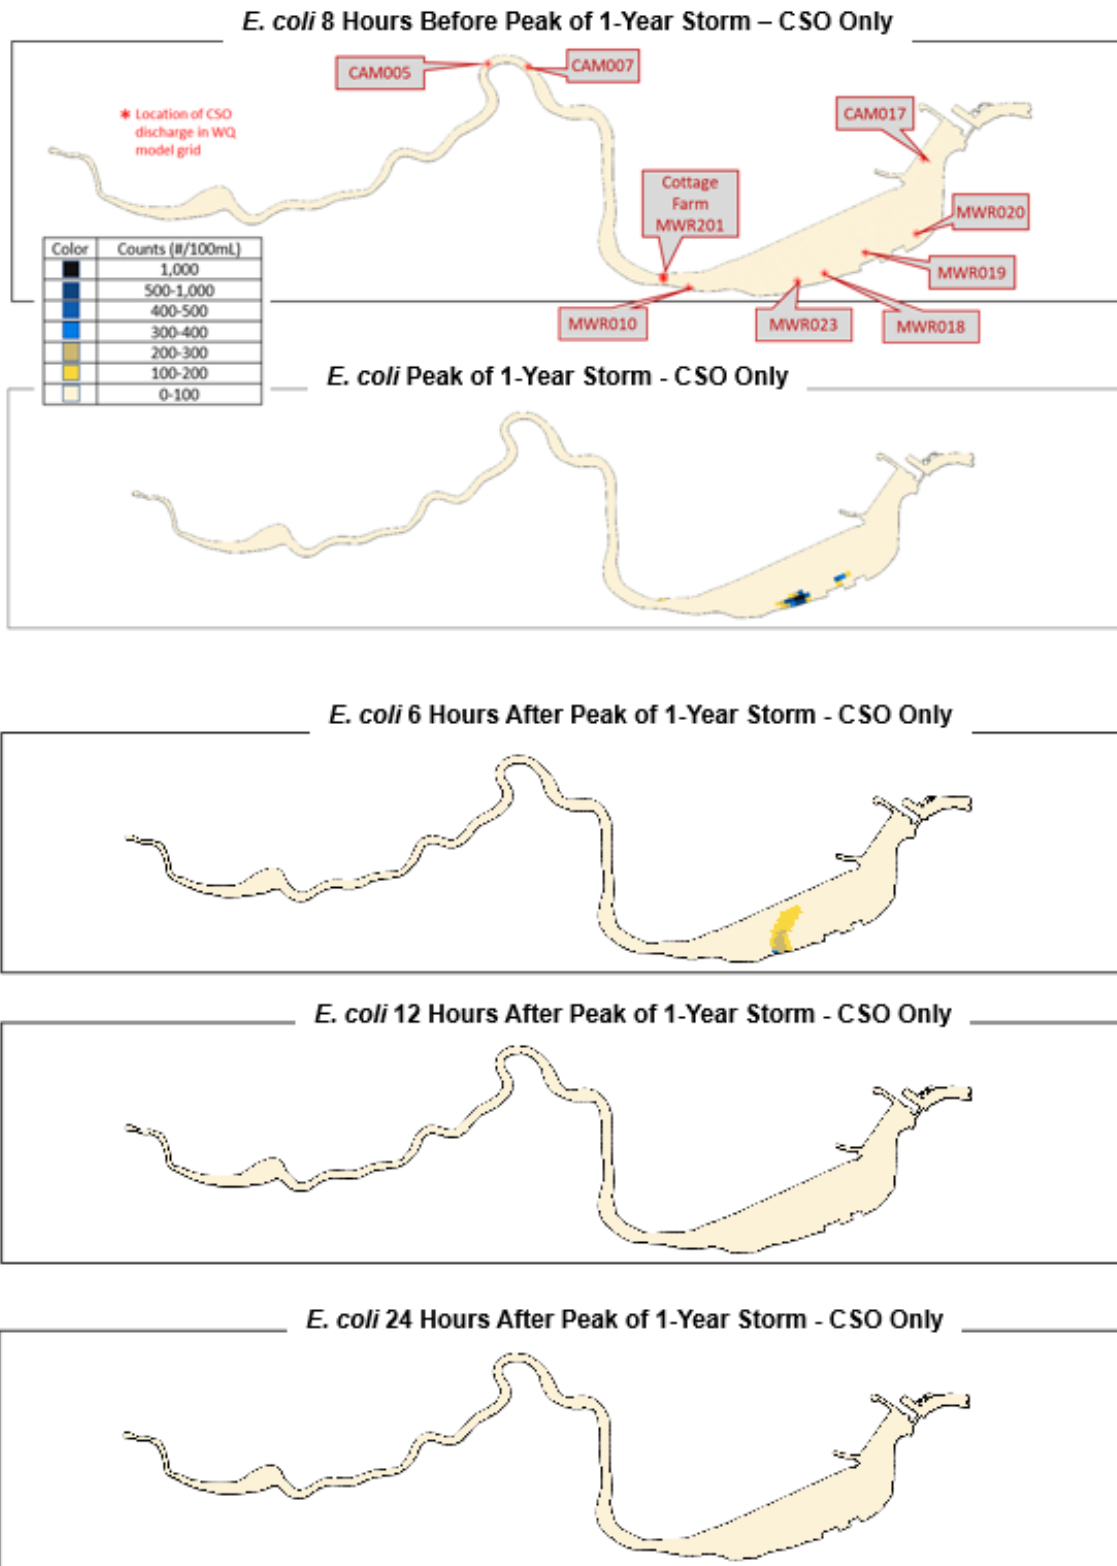 E. coli 8 Hours Before Peak of 1-Year Storm – CSO Only
CAM005
CAM007
* Location of CSO
discharge in WQ
model grid
CAM017
Cottage
Farm
MWR201
MWR020
MWR019
MWR010
MWR023
MWR018
Color Counts (#/100mL)
1,000
500-1,000
400-500
300-400
200-300
100-200
0-100
E. coli Peak of 1-Year Storm - CSO Only
E. coli 6 Hours After Peak of 1-Year Storm - CSO Only
E. coli 12 Hours After Peak of 1-Year Storm - CSO Only
E. coli 24 Hours After Peak of 1-Year Storm - CSO Only